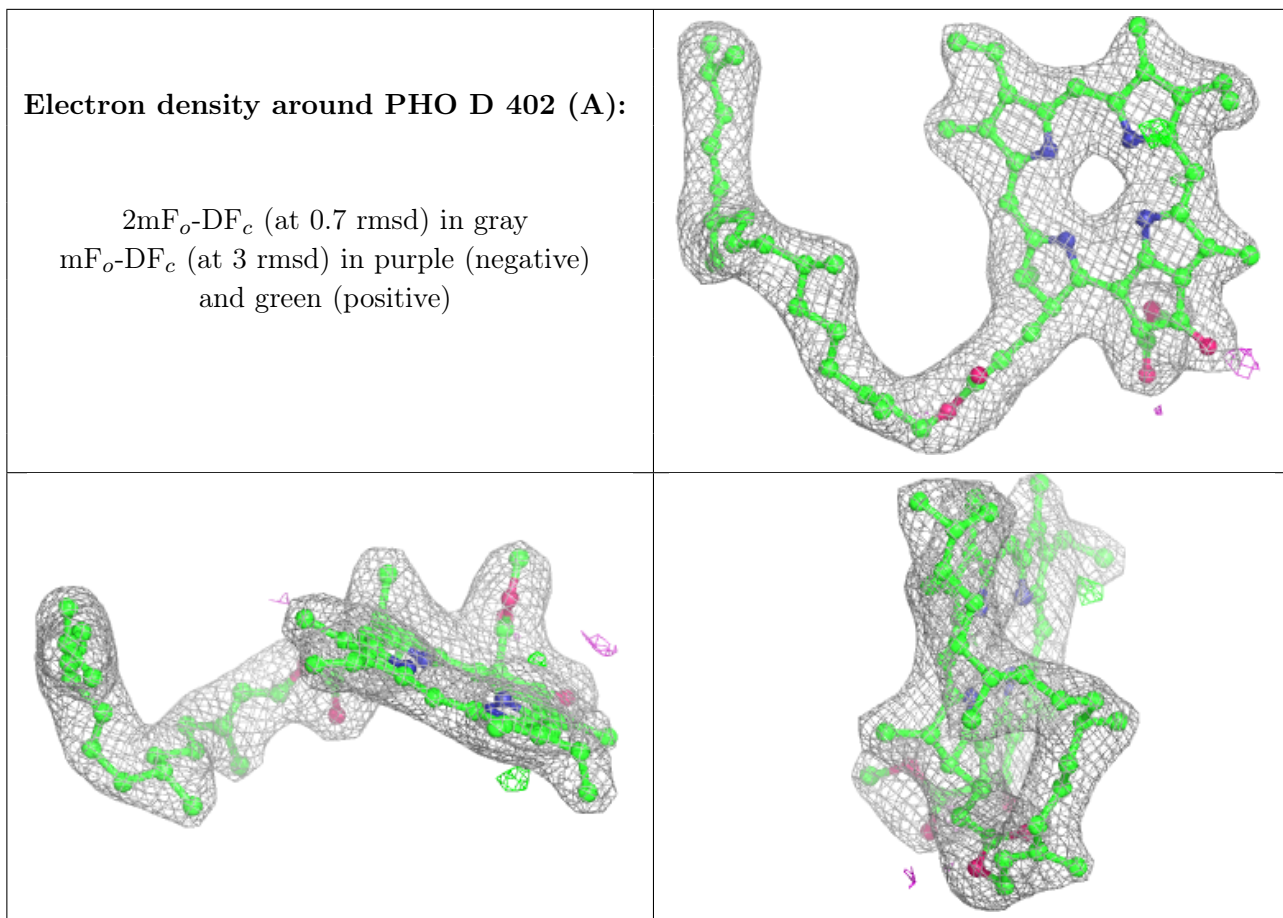 Electron density around PHO D 402 (A):
2mFo-DFc (at 0.7 rmsd) in gray
mFo-DFc (at 3 rmsd) in purple (negative)
and green (positive)